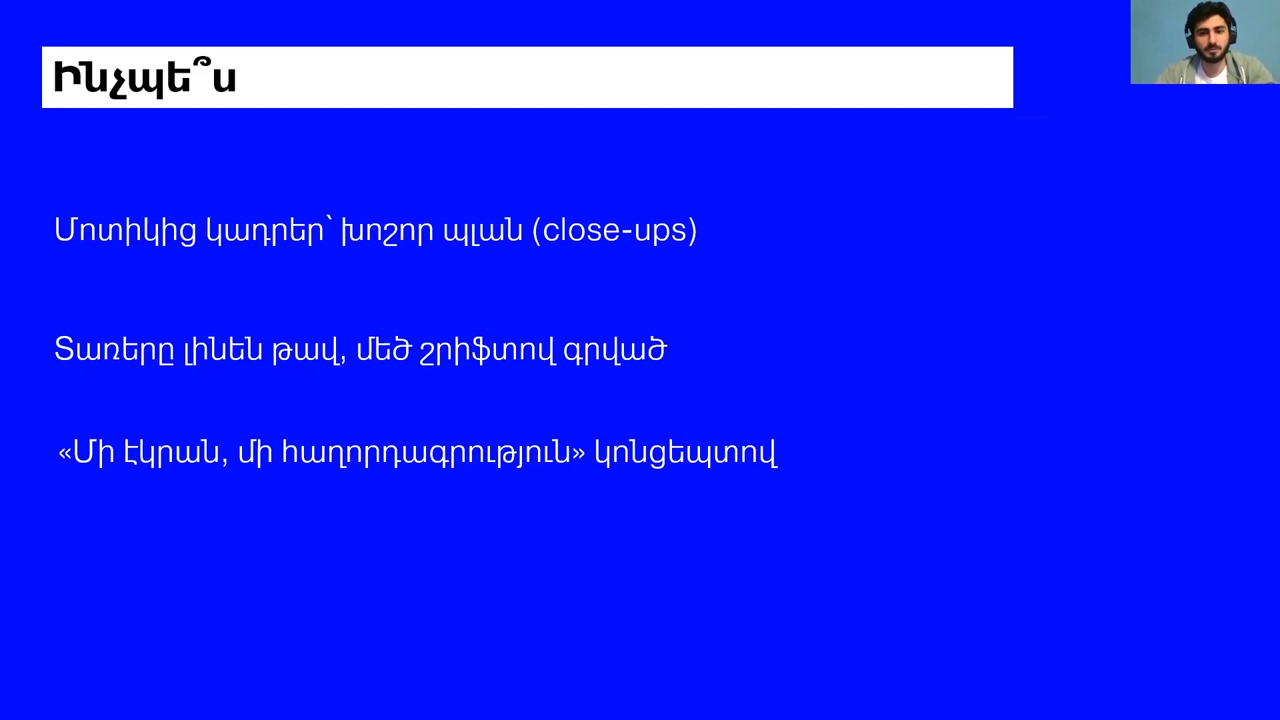 Ինչպե՞ս
Մոտիկից կադրեր՝ խոշոր պլան (close-ups)
Տառերը լինեն թավ, մեծ շրիֆտով գրված
«Մի էկրան, մի հաղորդագրություն» կոնցեպտով